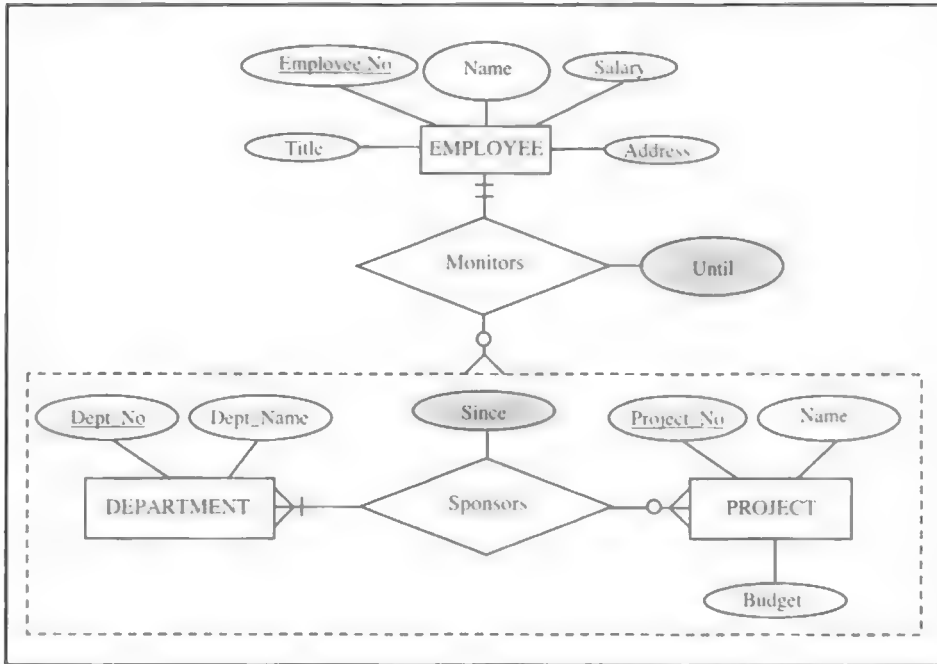 Employee_No
Name
Salary
Title
EMPLOYEE
Address
Monitors
Until
Dept_No
Dept_Name
Since
Project_No
Name
DEPARTMENT
Sponsors
PROJECT
Budget